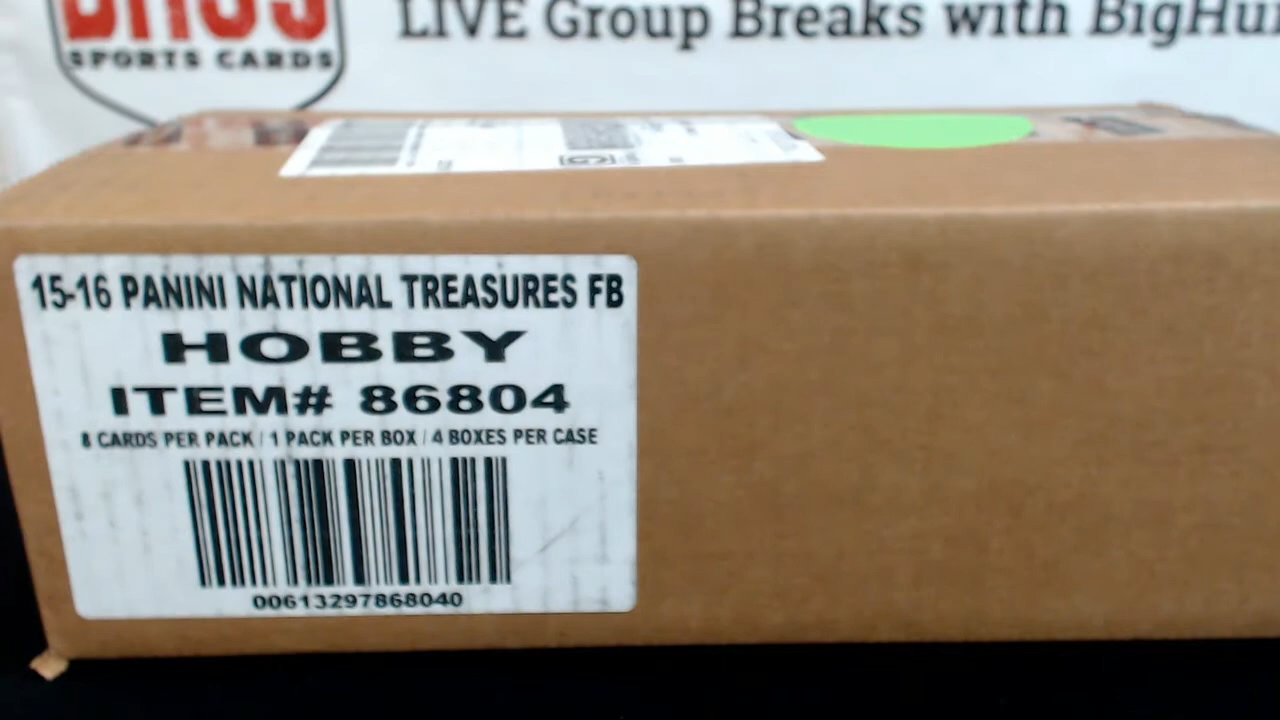 SPORTS CARDS
LIVE Group Breaks with
15-16 PANINI NATIONAL TREASURES FB
HOBBY
ITEM# 86804
8 CARDS PER PACK / 1 PACK PER BOX / 4 BOXES PER CASE
00613297868040